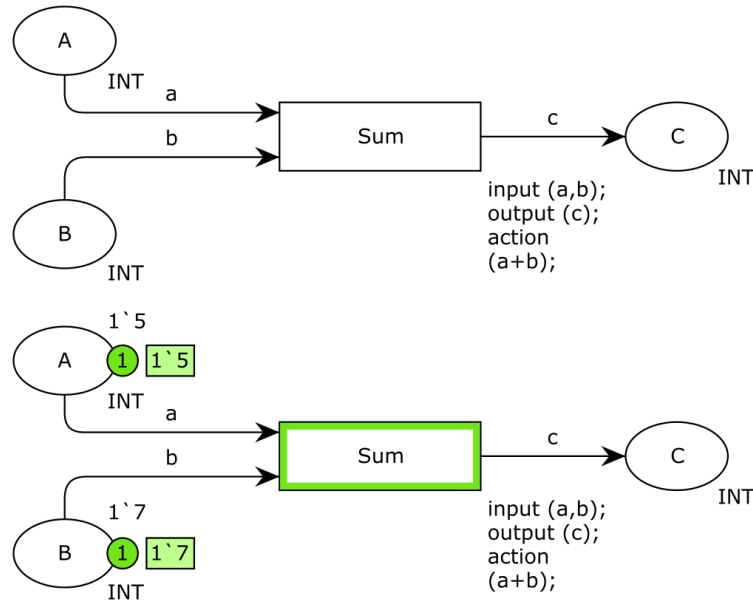 A
INT
a
b
Sum
c
C
INT
input (a,b);
output (c);
action
(a+b);
B
INT
1`5
A
1
1`5
INT
a
b
Sum
c
C
INT
input (a,b);
output (c);
action
(a+b);
1`7
B
1
1`7
INT